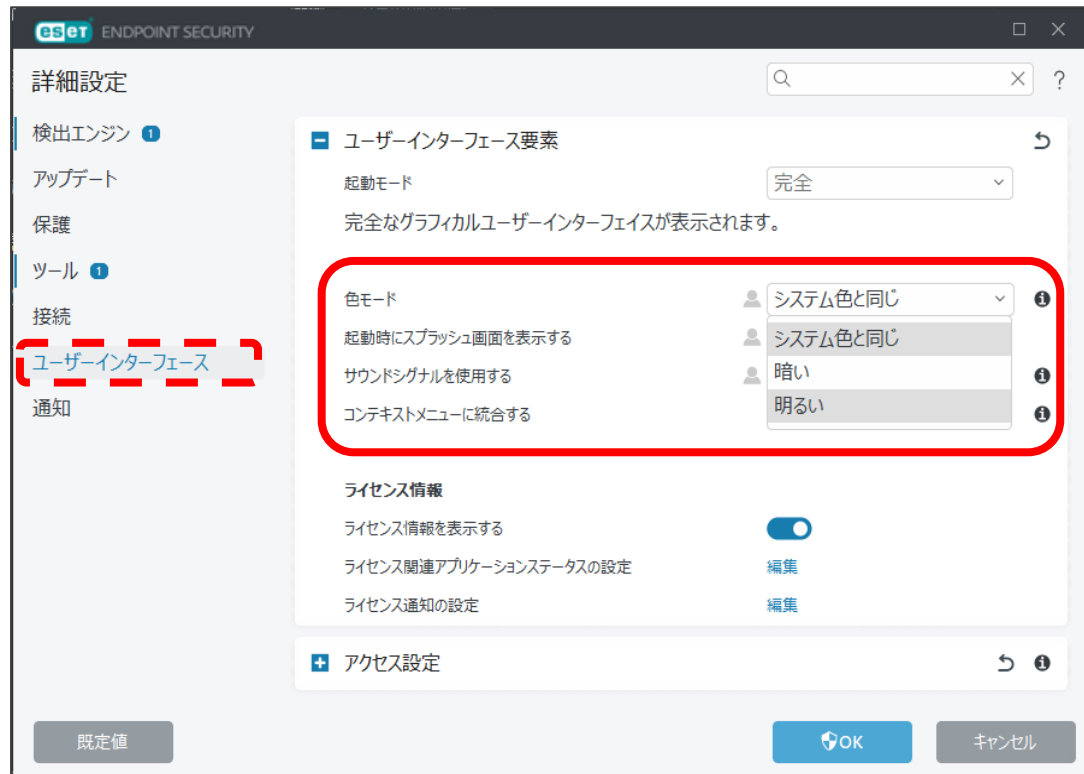 eset ENDPOINT SECURITY
詳細設定
?
検出エンジン 1
アップデート
保護
ツール 1
接続
ユーザーインターフェース
通知
ユーザーインターフェース要素
起動モード 完全
完全なグラフィカルユーザーインターフェイスが表示されます。
色モード システム色と同じ
起動時にスプラッシュ画面を表示する システム色と同じ
サウンドシグナルを使用する 暗い
コンテキストメニューに統合する 明るい
ライセンス情報
ライセンス情報を表示する
ライセンス関連アプリケーションステータスの設定 編集
ライセンス通知の設定 編集
アクセス設定
既定値 OK キャンセル